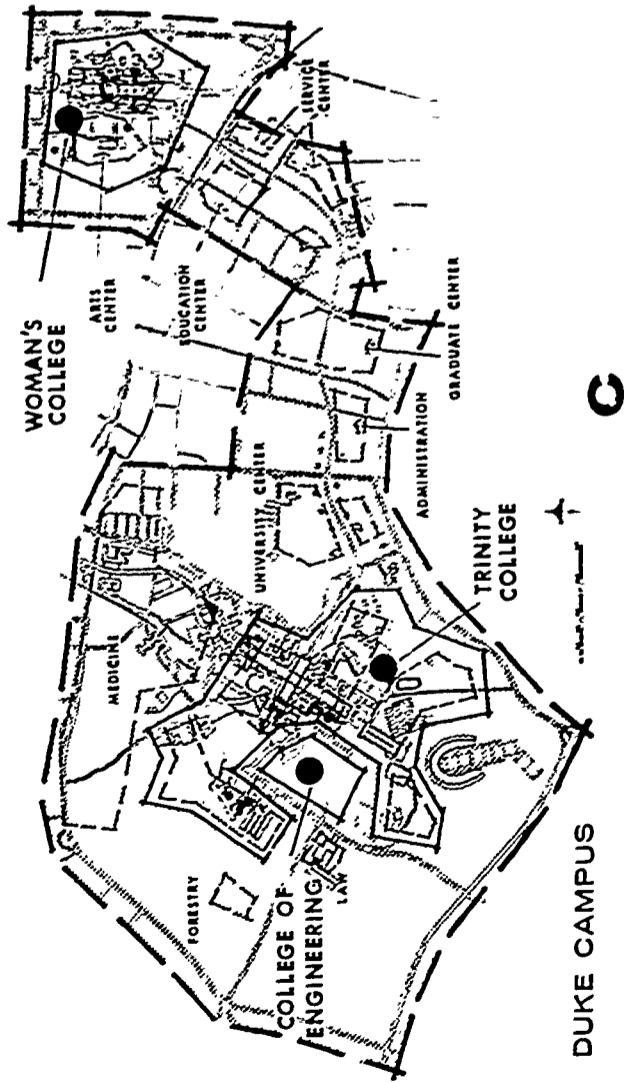 WOMAN'S
COLLEGE
ARTS
CENTER
EDUCATION
CENTER
SERVICE
CENTER
MEDICINE
UNIVERSITY CENTER
GRADUATE CENTER
ADMINISTRATION
TRINITY
COLLEGE
FORESTRY
COLLEGE OF
ENGINEERING
LAW
DUKE CAMPUS
C